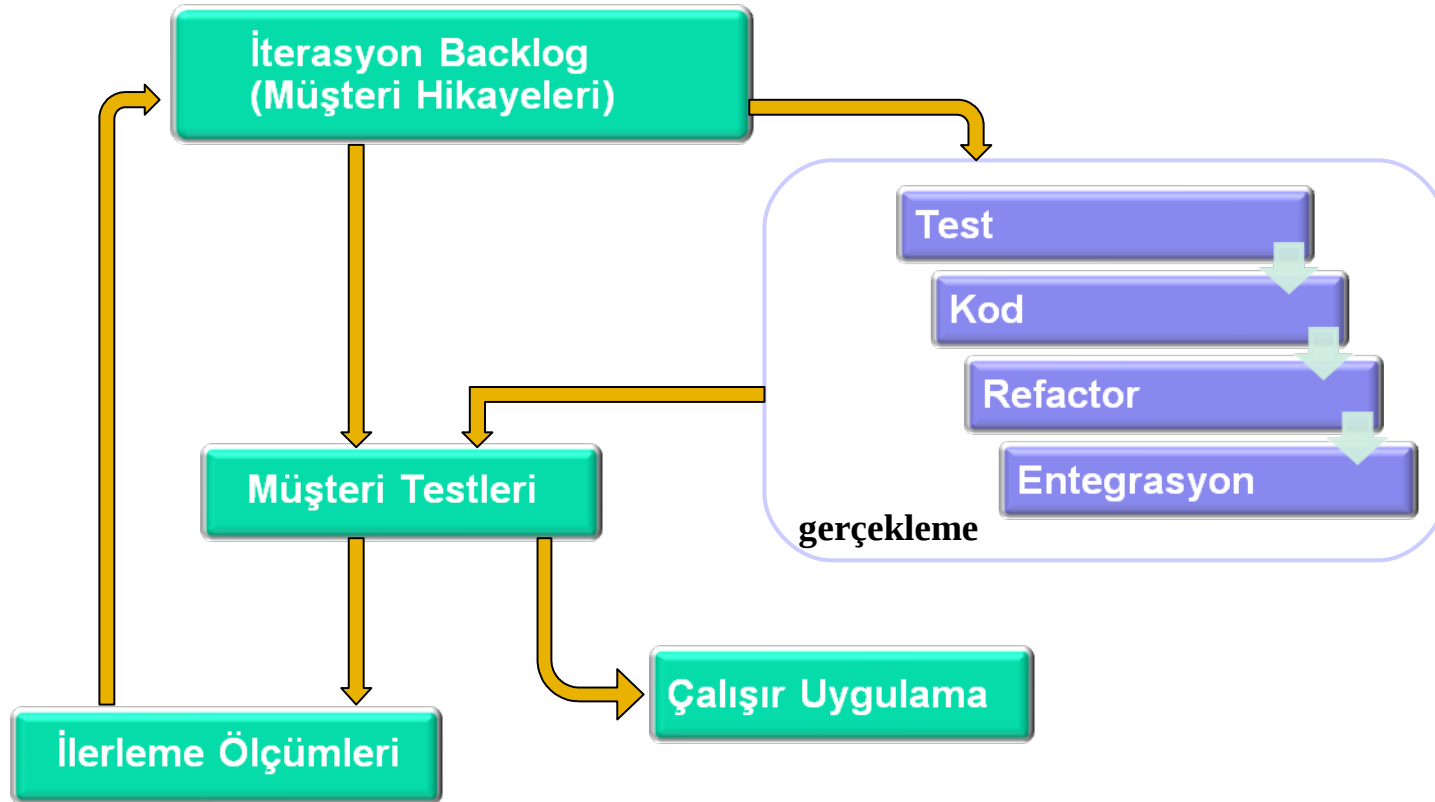 İterasyon Backlog
(Müşteri Hikayeleri)
Test
Kod
Refactor
Entegrasyon
gerçekleme
Müşteri Testleri
Çalışır Uygulama
İlerleme Ölçümleri